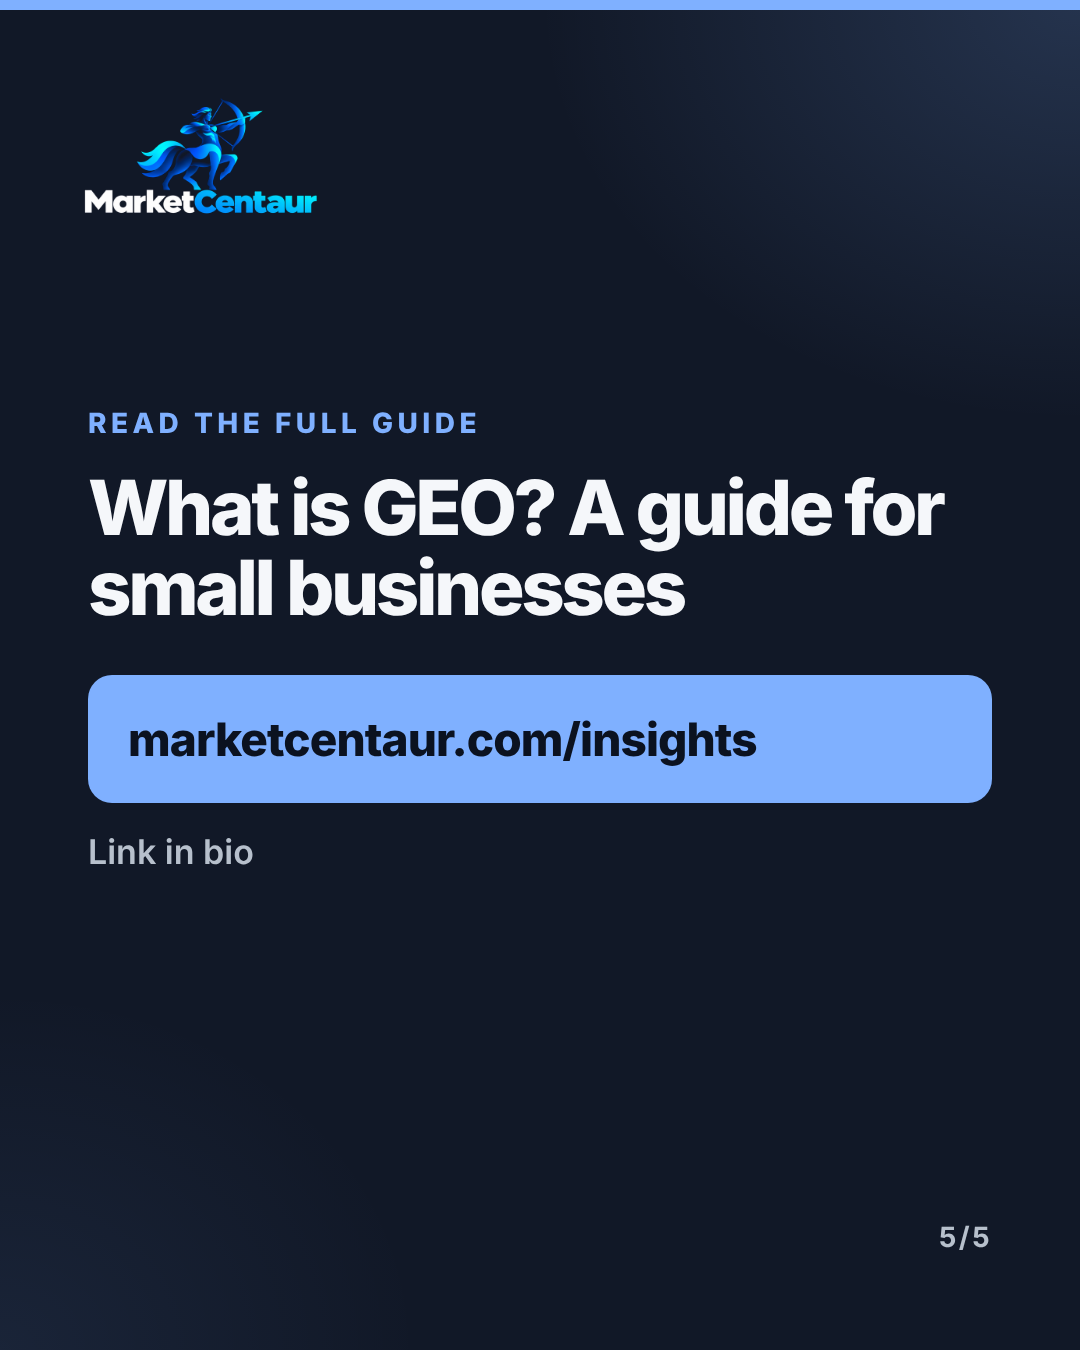 MarketCentaur
READ THE FULL GUIDE
What is GEO? A guide for
small businesses
marketcentaur.com/insights
Link in bio
5/5